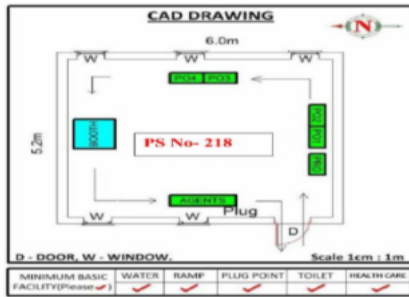 CAD DRAWING
N
6.0m
W W W
PO4 PO3
5.2m
BOOTH
PS No- 218
PO2
PO1
PRO
AGENTS
Plug
W W
D
D - DOOR, W - WINDOW. Scale 1cm : 1m
MINIMUM BASIC FACILITY(Please✓) WATER RAMP PLUG POINT TOILET HEALTH CARE